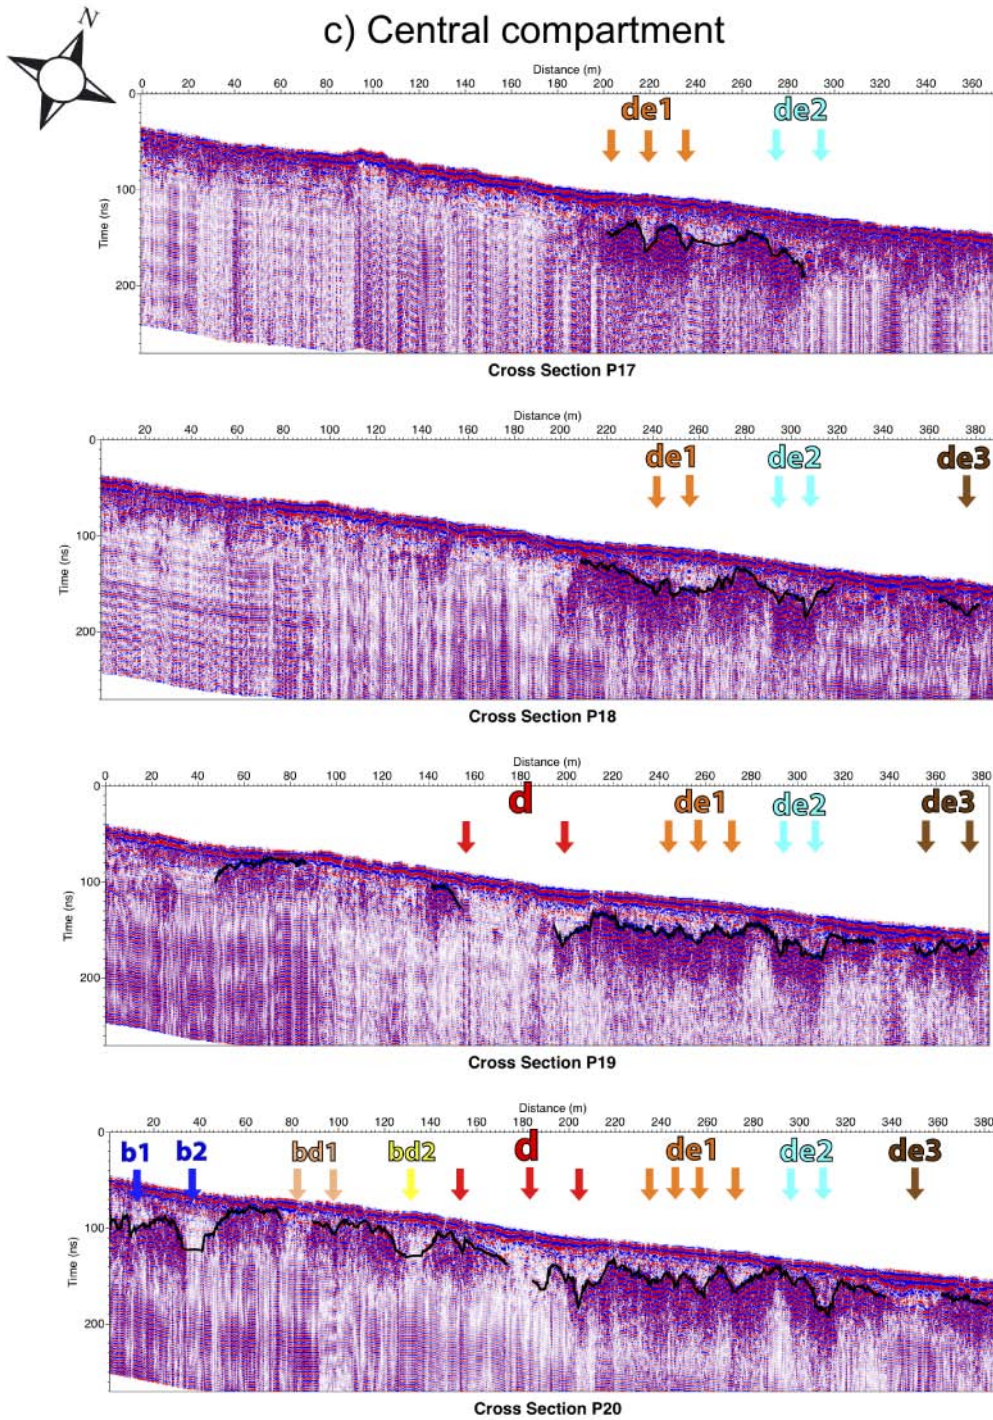 N
c) Central compartment
Distance (m)
0 20 40 60 80 100 120 140 160 180 200 220 240 260 280 300 320 340 360
de1 de2
0
100
200
Time (ns)
Cross Section P17
Distance (m)
20 40 60 80 100 120 140 160 180 200 220 240 260 280 300 320 340 360 380
de1 de2 de3
0
100
200
Time (ns)
Cross Section P18
Distance (m)
0 20 40 60 80 100 120 140 160 180 200 220 240 260 280 300 320 340 360 380
d de1 de2 de3
0
100
200
Time (ns)
Cross Section P19
Distance (m)
20 40 60 80 100 120 140 160 180 200 220 240 260 280 300 320 340 360 380
b1 b2 bd1 bd2 d de1 de2 de3
0
100
200
Time (ns)
Cross Section P20